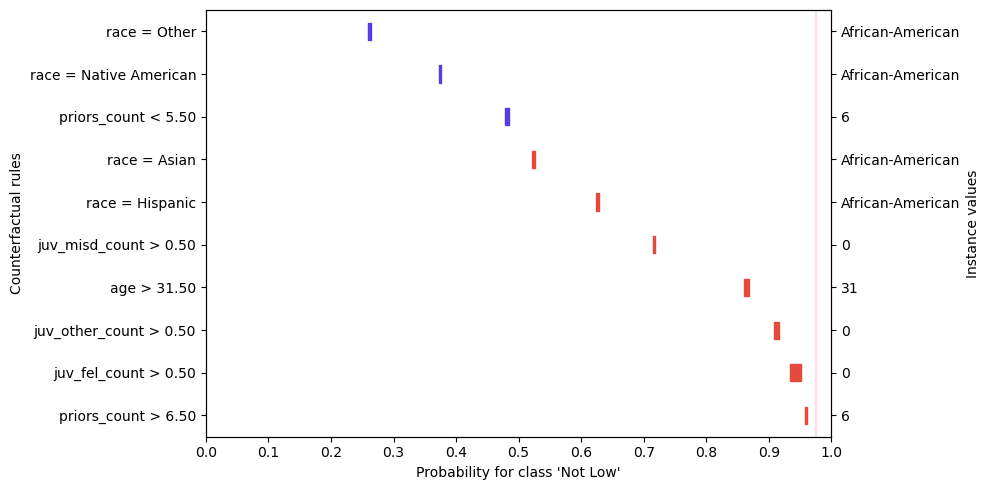 Counterfactual rules
race = Other
race = Native American
priors_count < 5.50
race = Asian
race = Hispanic
juv_misd_count > 0.50
age > 31.50
juv_other_count > 0.50
juv_fel_count > 0.50
priors_count > 6.50
African-American
African-American
6
African-American
African-American
0
31
0
0
6
Instance values
0.0 0.1 0.2 0.3 0.4 0.5 0.6 0.7 0.8 0.9 1.0
Probability for class 'Not Low'